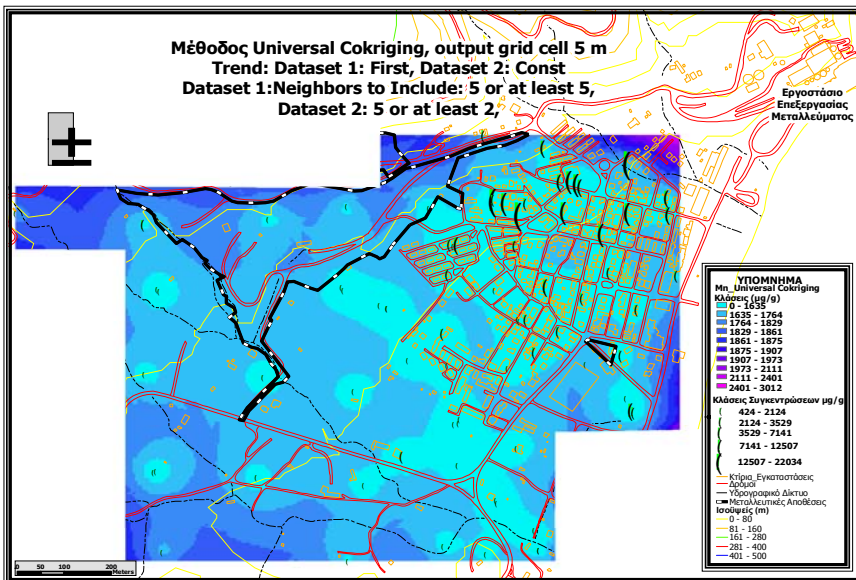 Μέθοδος Universal Cokriging, output grid cell 5 m
Trend: Dataset 1: First, Dataset 2: Const
Dataset 1:Neighbors to Include: 5 or at least 5,
Dataset 2: 5 or at least 2,
Εργοστάσιο
Επεξεργασίας
Μεταλλεύματος
ΥΠΟΜΝΗΜΑ
Mn_Universal Cokriging
Κλάσεις (μg/g)
0 - 1635
1635 - 1764
1764 - 1829
1829 - 1861
1861 - 1875
1875 - 1907
1907 - 1973
1973 - 2111
2111 - 2401
2401 - 3012
Κλάσεις Συγκεντρώσεων μg/g
424 - 2124
2124 - 3529
3529 - 7141
7141 - 12507
12507 - 22034
Κτίρια_Εγκαταστάσεις
Δρόμοι
Υδρογραφικό Δίκτυο
Μεταλλευτικές Αποθέσεις
Ισοϋψείς (m)
0 - 80
81 - 160
161 - 280
281 - 400
401 - 500
0 50 100 200
Meters